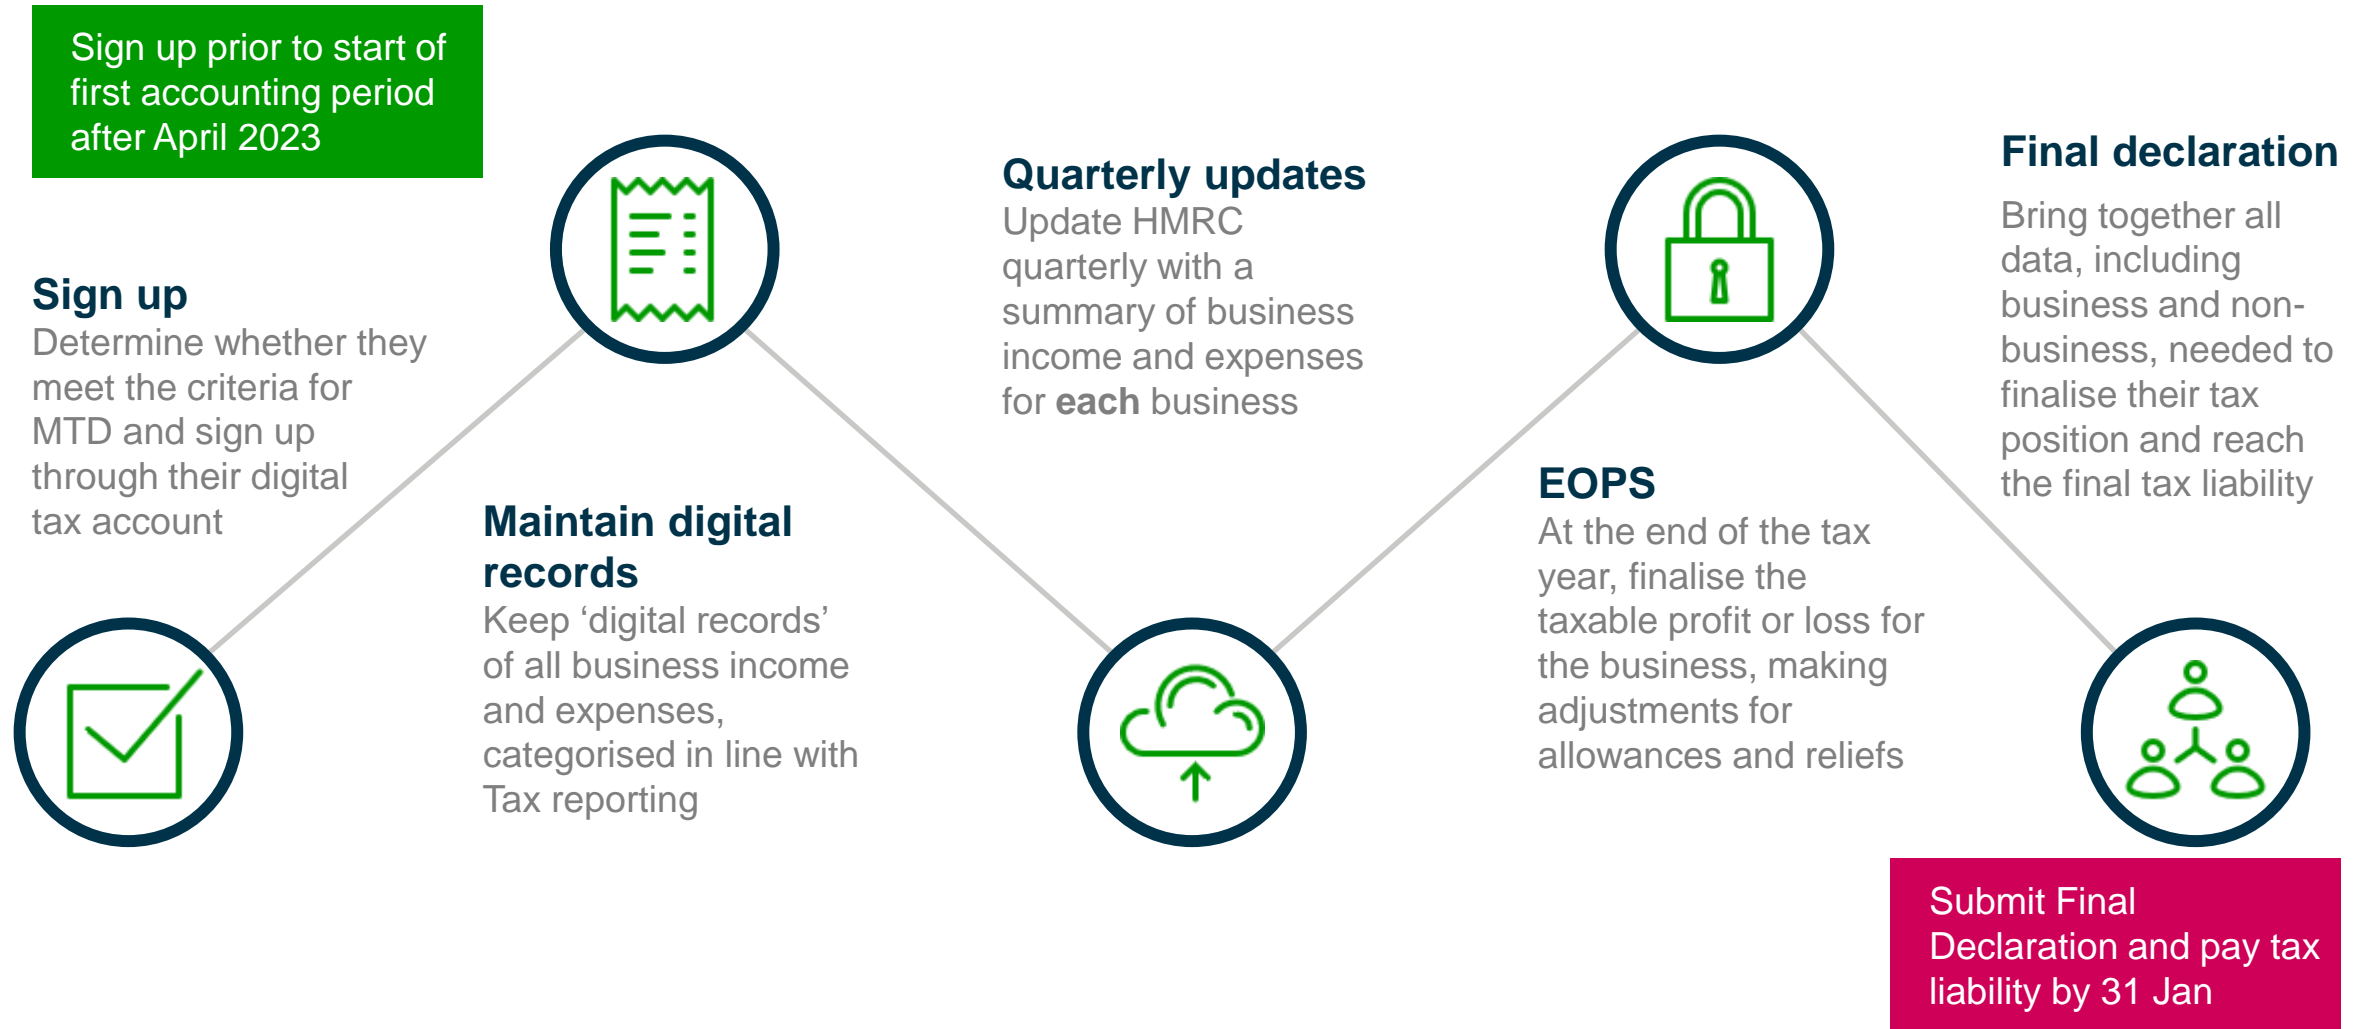 Sign up prior to start of
first accounting period
after April 2023
Sign up
Determine whether they
meet the criteria for
MTD and sign up
through their digital
tax account
Maintain digital
records
Keep ‘digital records’
of all business income
and expenses,
categorised in line with
Tax reporting
Quarterly updates
Update HMRC
quarterly with a
summary of business
income and expenses
for each business
EOPS
At the end of the tax
year, finalise the
taxable profit or loss for
the business, making
adjustments for
allowances and reliefs
Final declaration
Bring together all
data, including
business and non-
business, needed to
finalise their tax
position and reach
the final tax liability
Submit Final
Declaration and pay tax
liability by 31 Jan